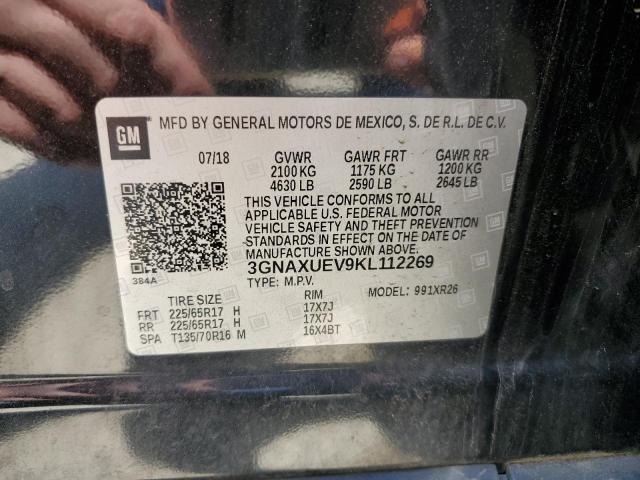 GM MFD BY GENERAL MOTORS DE MEXICO, S. DE R.L. DE C.V.
07/18 GVWR GAWR FRT GAWR RR
2100 KG 1175 KG 1200 KG
4630 LB 2590 LB 2645 LB
THIS VEHICLE CONFORMS TO ALL
APPLICABLE U.S. FEDERAL MOTOR
VEHICLE SAFETY AND THEFT PREVENTION
STANDARDS IN EFFECT ON THE DATE OF
MANUFACTURE SHOWN ABOVE.
3GNAXUEV9KL112269
384A TYPE: M.P.V. MODEL: 991XR26
TIRE SIZE RIM
FRT 225/65R17 H 17X7J
RR 225/65R17 H 17X7J
SPA T135/70R16 M 16X4BT